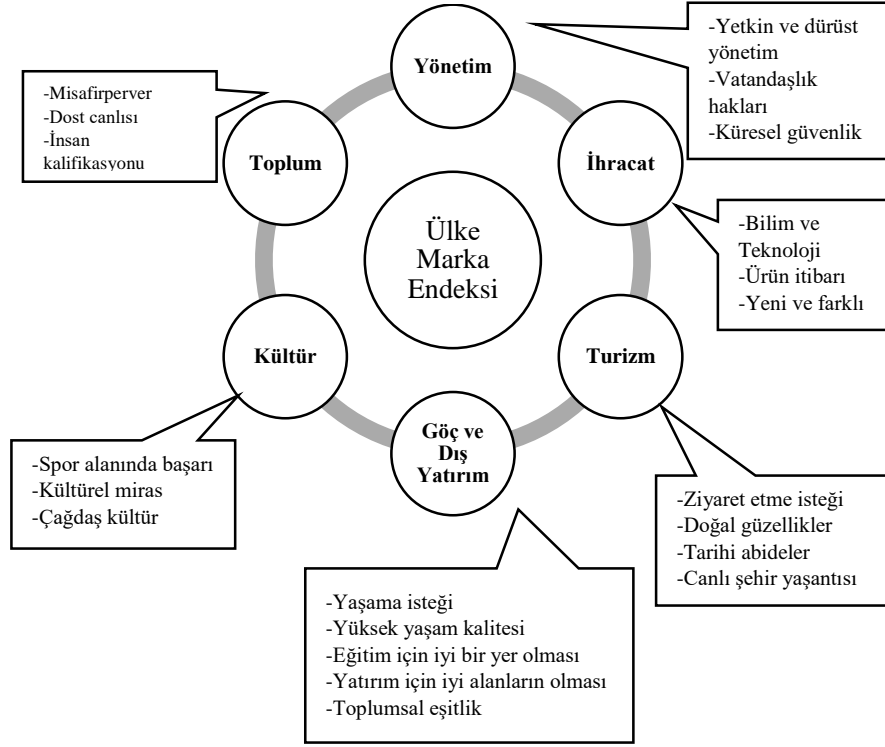 Yönetim
-Yetkin ve dürüst
yönetim
-Vatandaşlık
hakları
-Küresel güvenlik
-Misafirperver
-Dost canlısı
-İnsan
kalifikasyonu
Toplum
İhracat
-Bilim ve
Teknoloji
-Ürün itibarı
-Yeni ve farklı
Ülke
Marka
Endeksi
Kültür
Turizm
-Spor alanında başarı
-Kültürel miras
-Çağdaş kültür
Göç ve
Dış
Yatırım
-Ziyaret etme isteği
-Doğal güzellikler
-Tarihi abideler
-Canlı şehir yaşantısı
-Yaşama isteği
-Yüksek yaşam kalitesi
-Eğitim için iyi bir yer olması
-Yatırım için iyi alanların olması
-Toplumsal eşitlik